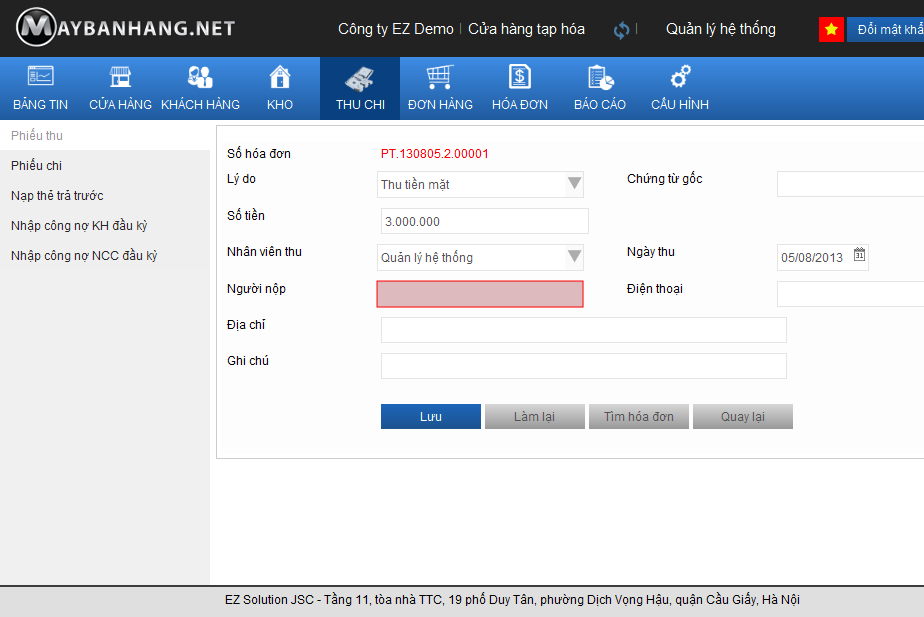 MAYBANHANG.NET
Công ty EZ Demo | Cửa hàng tạp hóa | Quản lý hệ thống
Đổi mật khẩ
BẢNG TIN CỬA HÀNG KHÁCH HÀNG KHO THU CHI ĐƠN HÀNG HÓA ĐƠN BÁO CÁO CẤU HÌNH
Phiếu thu
Phiếu chi
Nạp thẻ trả trước
Nhập công nợ KH đầu kỳ
Nhập công nợ NCC đầu kỳ
Số hóa đơn PT.130805.2.00001
Lý do Thu tiền mặt Chứng từ gốc
Số tiền 3.000.000
Nhân viên thu Quản lý hệ thống Ngày thu 05/08/2013 31
Người nộp Điện thoại
Địa chỉ
Ghi chú
Lưu Làm lại Tìm hóa đơn Quay lại
EZ Solution JSC - Tầng 11, tòa nhà TTC, 19 phố Duy Tân, phường Dịch Vọng Hậu, quận Cầu Giấy, Hà Nội